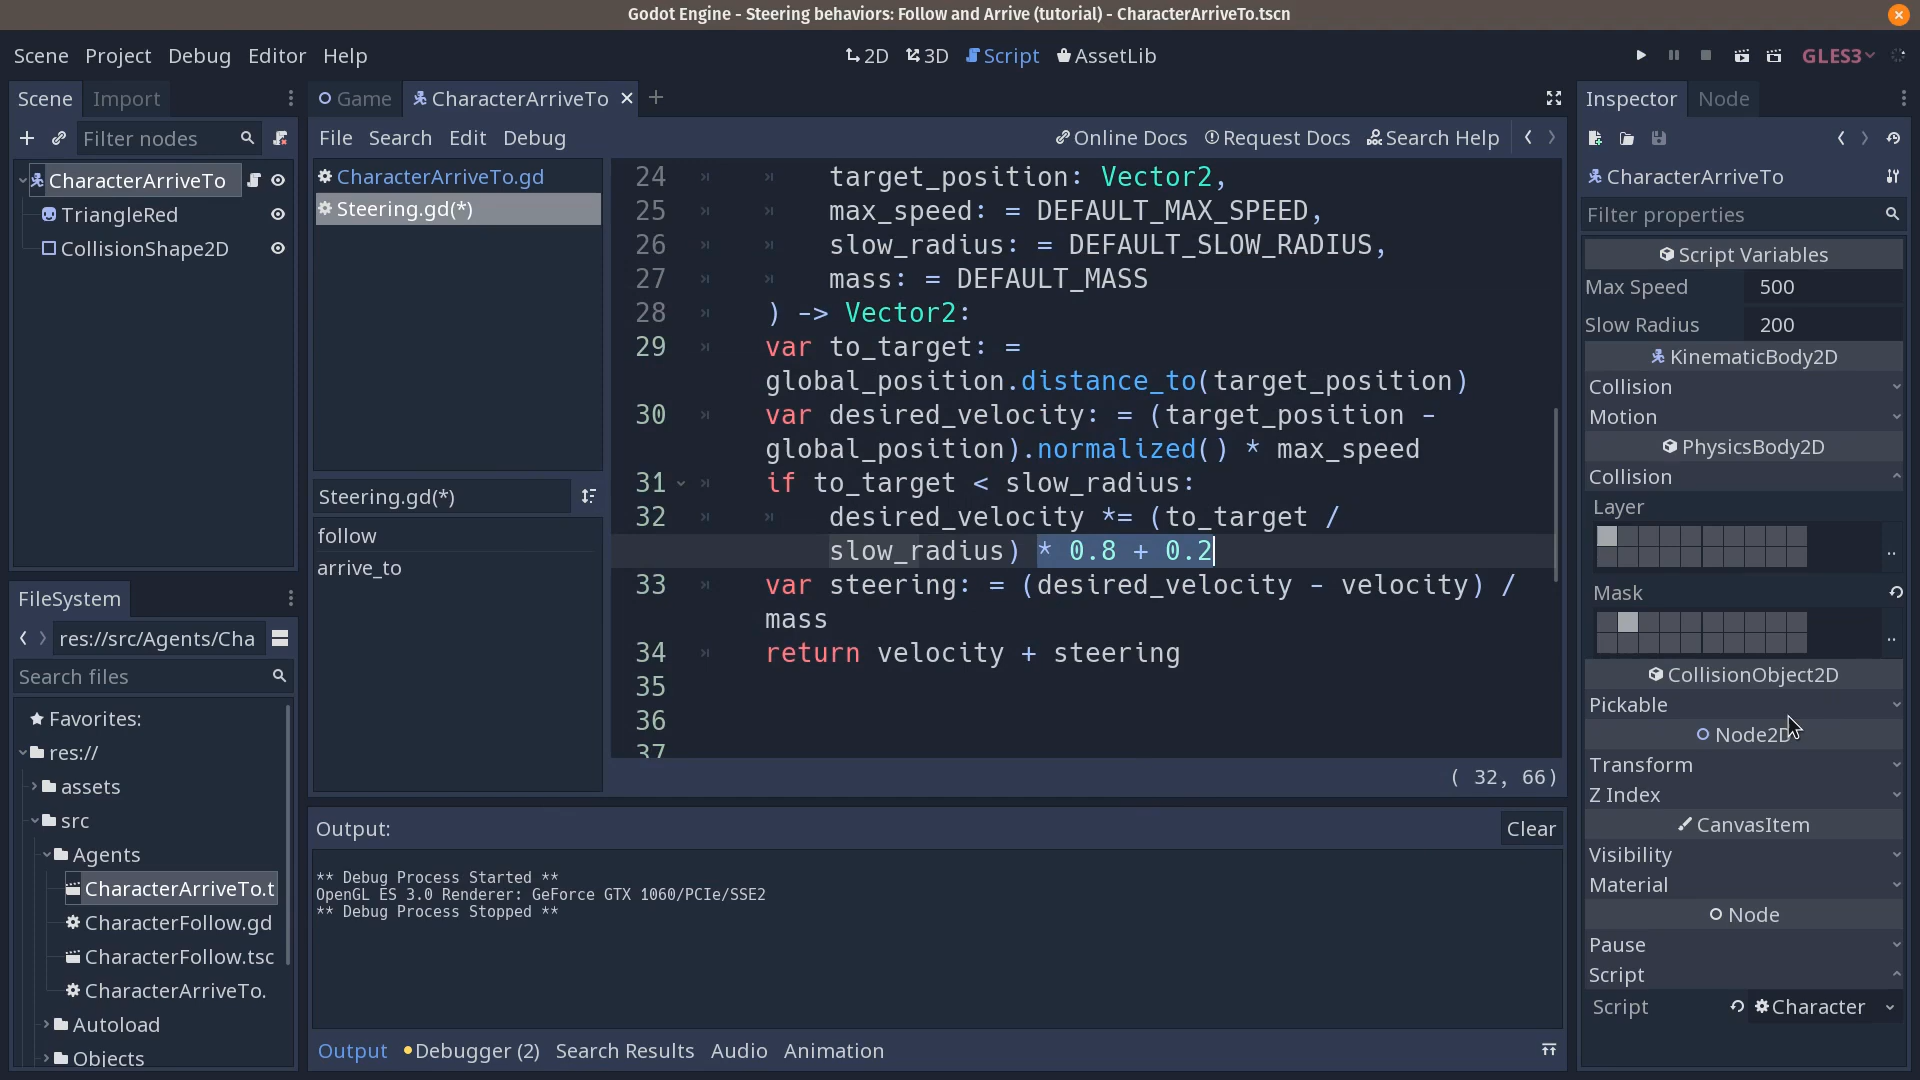 Godot Engine - Steering behaviors: Follow and Arrive (tutorial) - CharacterArriveTo.tscn
Scene Project Debug Editor Help
2D 3D Script AssetLib
GLES3
Scene Import
Filter nodes
CharacterArriveTo
TriangleRed
CollisionShape2D
FileSystem
res://src/Agents/Cha
Search files
Favorites:
res://
assets
src
Agents
CharacterArriveTo.t
CharacterFollow.gd
CharacterFollow.tsc
CharacterArriveTo.
Autoload
Objects
Game CharacterArriveTo
File Search Edit Debug
Online Docs Request Docs Search Help
CharacterArriveTo.gd
Steering.gd(*)
Steering.gd(*)
follow
arrive_to
24 target_position: Vector2,
25 max_speed: = DEFAULT_MAX_SPEED,
26 slow_radius: = DEFAULT_SLOW_RADIUS,
27 mass: = DEFAULT_MASS
28 ) -> Vector2:
29 var to_target: =
global_position.distance_to(target_position)
30 var desired_velocity: = (target_position -
global_position).normalized() * max_speed
31 if to_target < slow_radius:
32 desired_velocity *= (to_target /
slow_radius) * 0.8 + 0.2
33 var steering: = (desired_velocity - velocity) /
mass
34 return velocity + steering
35
36
37
( 32, 66)
Output:
Clear
** Debug Process Started **
OpenGL ES 3.0 Renderer: GeForce GTX 1060/PCIe/SSE2
** Debug Process Stopped **
Output Debugger (2) Search Results Audio Animation
Inspector Node
CharacterArriveTo
Filter properties
Script Variables
Max Speed 500
Slow Radius 200
KinematicBody2D
Collision
Motion
PhysicsBody2D
Collision
Layer
..
Mask
..
CollisionObject2D
Pickable
Node2D
Transform
Z Index
CanvasItem
Visibility
Material
Node
Pause
Script
Script Character